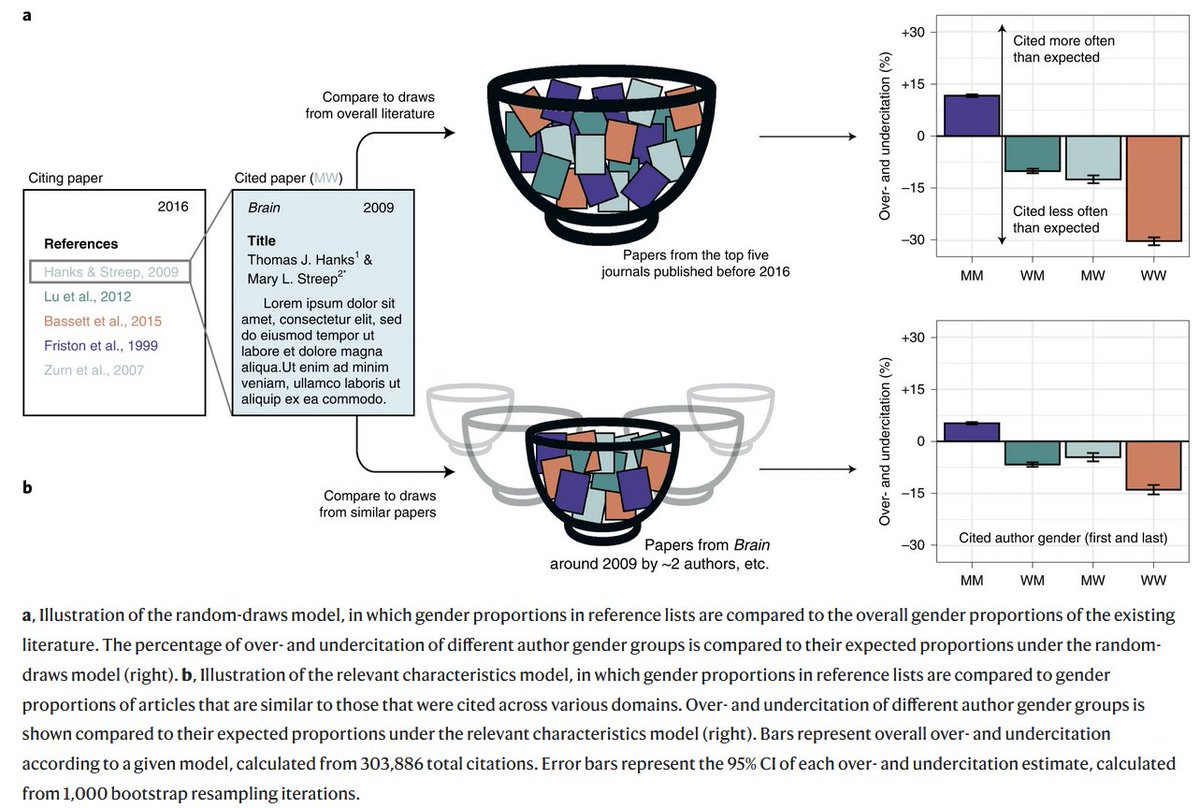 a
Compare to draws
from overall literature
Citing paper
2016
References
Hanks & Streep, 2009
Lu et al., 2012
Bassett et al., 2015
Friston et al., 1999
Zurn et al., 2007
Cited paper (MW)
Brain 2009
Title
Thomas J. Hanks1 &
Mary L. Streep2*
Lorem ipsum dolor sit
amet, consectetur elit, sed
do eiusmod tempor ut
labore et dolore magna
aliqua.Ut enim ad minim
veniam, ullamco laboris ut
aliquip ex ea commodo.
Papers from the top five
journals published before 2016
Over- and undercitation (%)
+30
+15
0
−15
−30
Cited more often
than expected
Cited less often
than expected
MM WM MW WW
b
Compare to draws
from similar papers
Papers from Brain
around 2009 by ~2 authors, etc.
Over- and undercitation (%)
+30
+15
0
−15
−30
Cited author gender (first and last)
MM WM MW WW
a, Illustration of the random-draws model, in which gender proportions in reference lists are compared to the overall gender proportions of the existing
literature. The percentage of over- and undercitation of different author gender groups is compared to their expected proportions under the random-
draws model (right). b, Illustration of the relevant characteristics model, in which gender proportions in reference lists are compared to gender
proportions of articles that are similar to those that were cited across various domains. Over- and undercitation of different author gender groups is
shown compared to their expected proportions under the relevant characteristics model (right). Bars represent overall over- and undercitation
according to a given model, calculated from 303,886 total citations. Error bars represent the 95% CI of each over- and undercitation estimate, calculated
from 1,000 bootstrap resampling iterations.